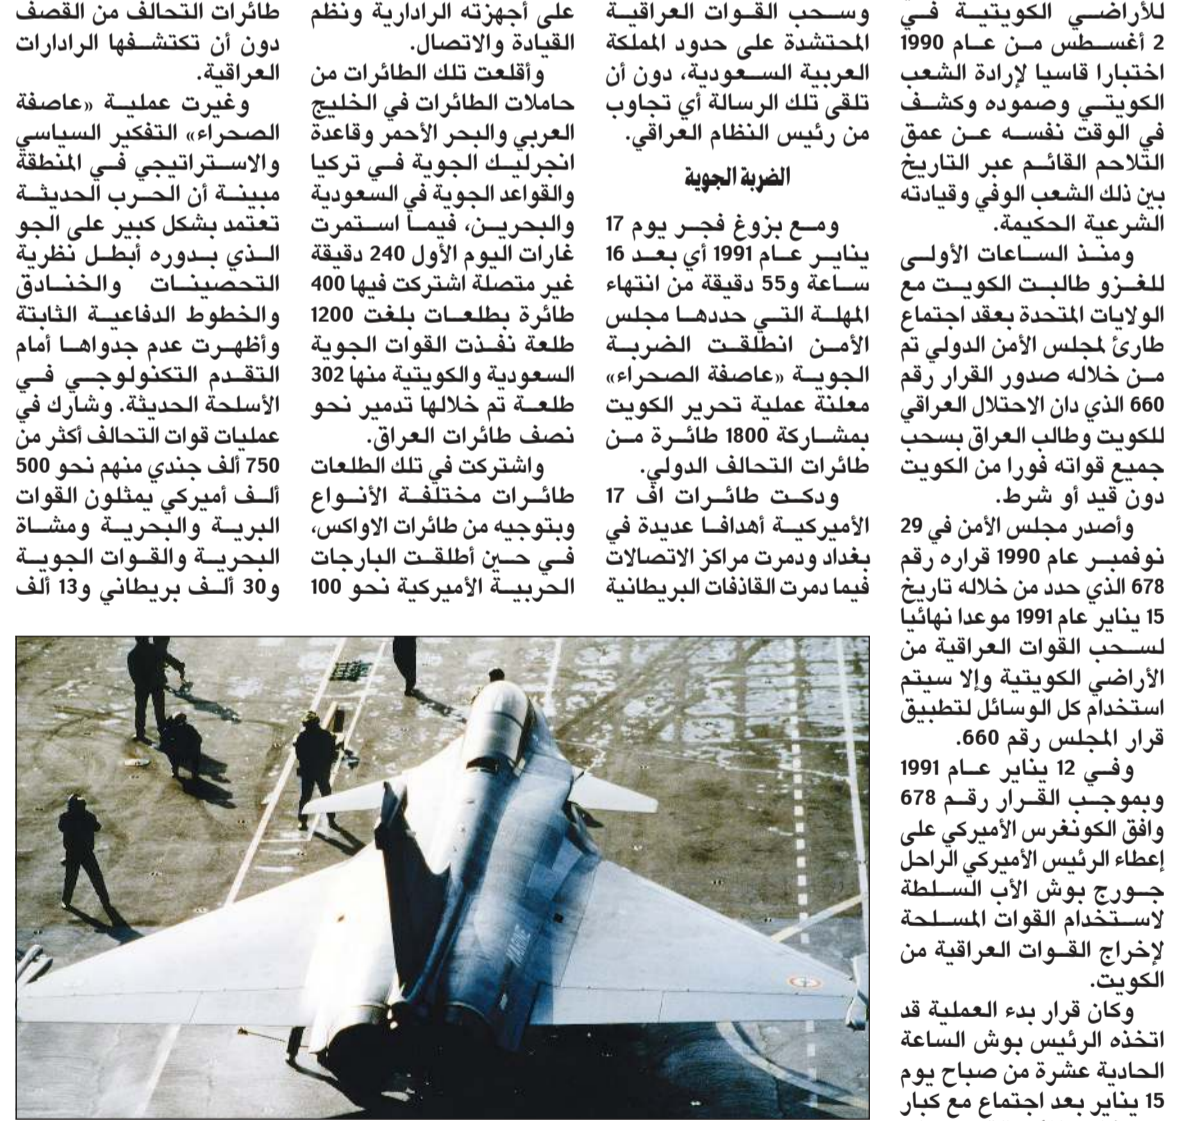 للأراضي الكويتية في
2 أغسطس من عام 1990
اختبارا قاسيا لإرادة الشعب
الكويتي وصموده وكشف
في الوقت نفسه عن عمق
التلاحم القائم عبر التاريخ
بين ذلك الشعب الوفي وقيادته
الشرعية الحكيمة.
ومنذ الساعات الأولى
للغزو طالبت الكويت مع
الولايات المتحدة بعقد اجتماع
طارئ لمجلس الأمن الدولي تم
من خلاله صدور القرار رقم
660 الذي دان الاحتلال العراقي
للكويت وطالب العراق بسحب
جميع قواته فورا من الكويت
دون قيد أو شرط.
وأصدر مجلس الأمن في 29
نوفمبر عام 1990 قراره رقم
678 الذي حدد من خلاله تاريخ
15 يناير عام 1991 موعدا نهائيا
لسحب القوات العراقية من
الأراضي الكويتية وإلا سيتم
استخدام كل الوسائل لتطبيق
قرار المجلس رقم 660.
وفي 12 يناير عام 1991
وبموجب القرار رقم 678
وافق الكونغرس الأميركي على
إعطاء الرئيس الأميركي الراحل
جورج بوش الأب السلطة
لاستخدام القوات المسلحة
لإخراج القوات العراقية من
الكويت.
وكان قرار بدء العملية قد
اتخذه الرئيس بوش الساعة
الحادية عشرة من صباح يوم
15 يناير بعد اجتماع مع كبار
وسحب القوات العراقية
المحتشدة على حدود المملكة
العربية السعودية، دون أن
تلقى تلك الرسالة أي تجاوب
من رئيس النظام العراقي.
الضربة الجوية
ومع بزوغ فجر يوم 17
يناير عام 1991 أي بعد 16
ساعة و55 دقيقة من انتهاء
المهلة التي حددها مجلس
الأمن انطلقت الضربة
الجوية «عاصفة الصحراء»
معلنة عملية تحرير الكويت
بمشاركة 1800 طائرة من
طائرات التحالف الدولي.
ودكت طائرات اف 17
الأميركية أهدافا عديدة في
بغداد ودمرت مراكز الاتصالات
فيما دمرت القاذفات البريطانية
على أجهزته الرادارية ونظم
القيادة والاتصال.
وأقلعت تلك الطائرات من
حاملات الطائرات في الخليج
العربي والبحر الأحمر وقاعدة
انجرليك الجوية في تركيا
والقواعد الجوية في السعودية
والبحرين، فيما استمرت
غارات اليوم الأول 240 دقيقة
غير متصلة اشتركت فيها 400
طائرة بطلعات بلغت 1200
طلعة نفذت القوات الجوية
السعودية والكويتية منها 302
طلعة تم خلالها تدمير نحو
نصف طائرات العراق.
واشتركت في تلك الطلعات
طائرات مختلفة الأنواع
وبتوجيه من طائرات الاواكس،
في حين أطلقت البارجات
الحربية الأميركية نحو 100
طائرات التحالف من القصف
دون أن تكتشفها الرادارات
العراقية.
وغيرت عملية «عاصفة
الصحراء» التفكير السياسي
والاستراتيجي في المنطقة
مبينة أن الحرب الحديثة
تعتمد بشكل كبير على الجو
الذي بدوره أبطل نظرية
التحصينات والخنادق
والخطوط الدفاعية الثابتة
وأظهرت عدم جدواها أمام
التقدم التكنولوجي في
الأسلحة الحديثة. وشارك في
عمليات قوات التحالف أكثر من
750 ألف جندي منهم نحو 500
ألف أميركي يمثلون القوات
البرية والبحرية ومشاة
البحرية والقوات الجوية
و30 ألف بريطاني و13 ألف
MARINE